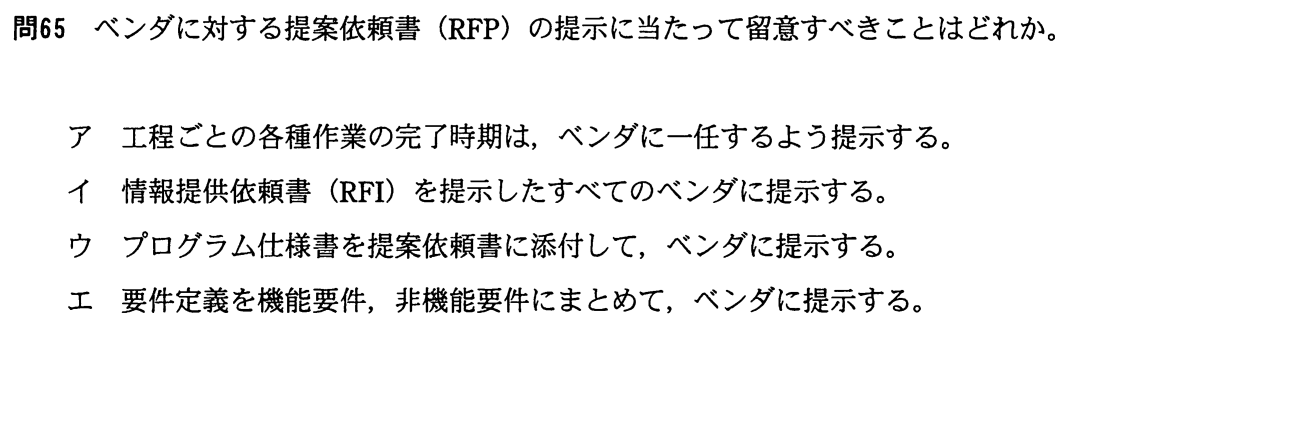 問65　ベンダに対する提案依頼書（RFP）の提示に当たって留意すべきことはどれか。
ア　工程ごとの各種作業の完了時期は，ベンダに一任するよう提示する。
イ　情報提供依頼書（RFI）を提示したすべてのベンダに提示する。
ウ　プログラム仕様書を提案依頼書に添付して，ベンダに提示する。
エ　要件定義を機能要件，非機能要件にまとめて，ベンダに提示する。